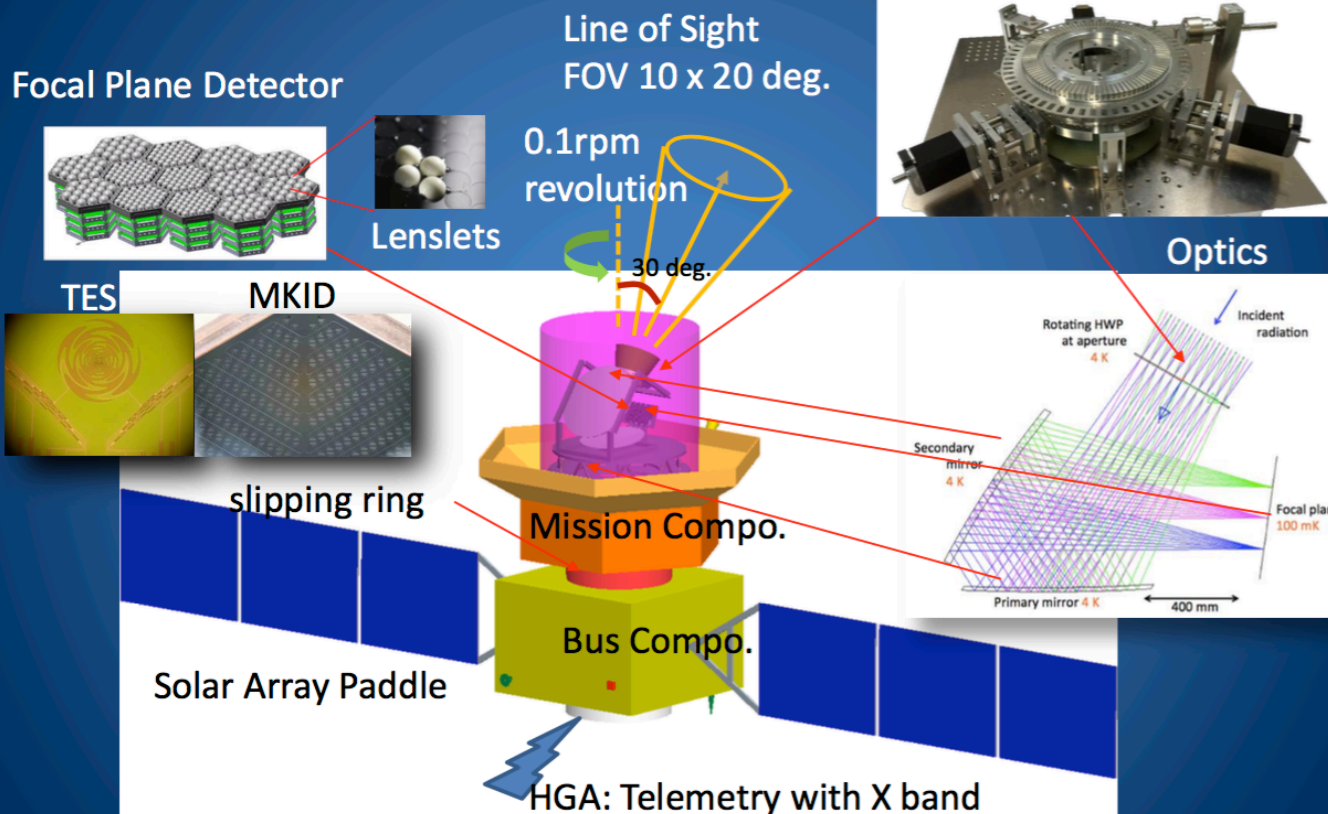 Line of Sight
FOV 10 x 20 deg.
Focal Plane Detector
0.1rpm
revolution
Lenslets
30 deg.
Optics
TES
MKID
Rotating HWP
at aperture
4 K
Incident
radiation
Secondary
mirror
4 K
Focal plan
100 mK
Primary mirror 4 K
400 mm
slipping ring
Mission Compo.
Bus Compo.
Solar Array Paddle
HGA: Telemetry with X band